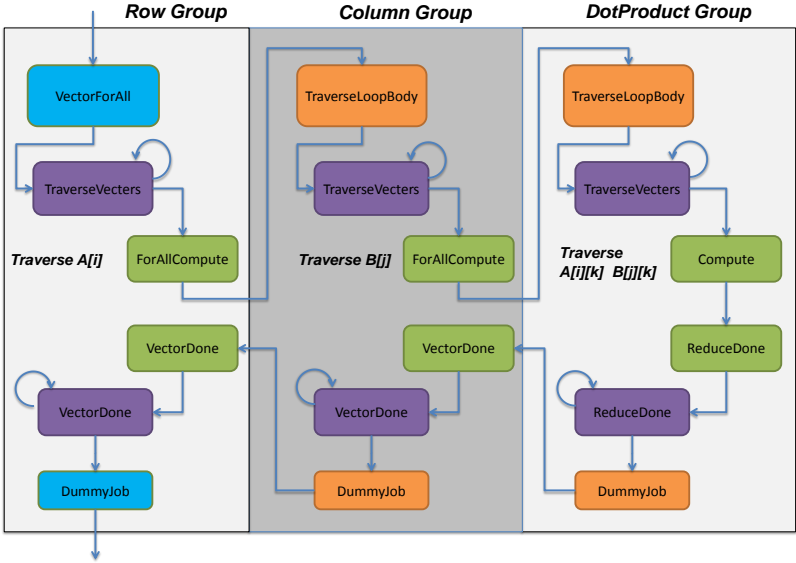 Row Group
Column Group
DotProduct Group
VectorForAll
TraverseLoopBody
TraverseLoopBody
TraverseVecters
TraverseVecters
TraverseVecters
Traverse A[i]
ForAllCompute
Traverse B[j]
ForAllCompute
Traverse
A[i][k] B[j][k]
Compute
VectorDone
VectorDone
ReduceDone
VectorDone
VectorDone
ReduceDone
DummyJob
DummyJob
DummyJob